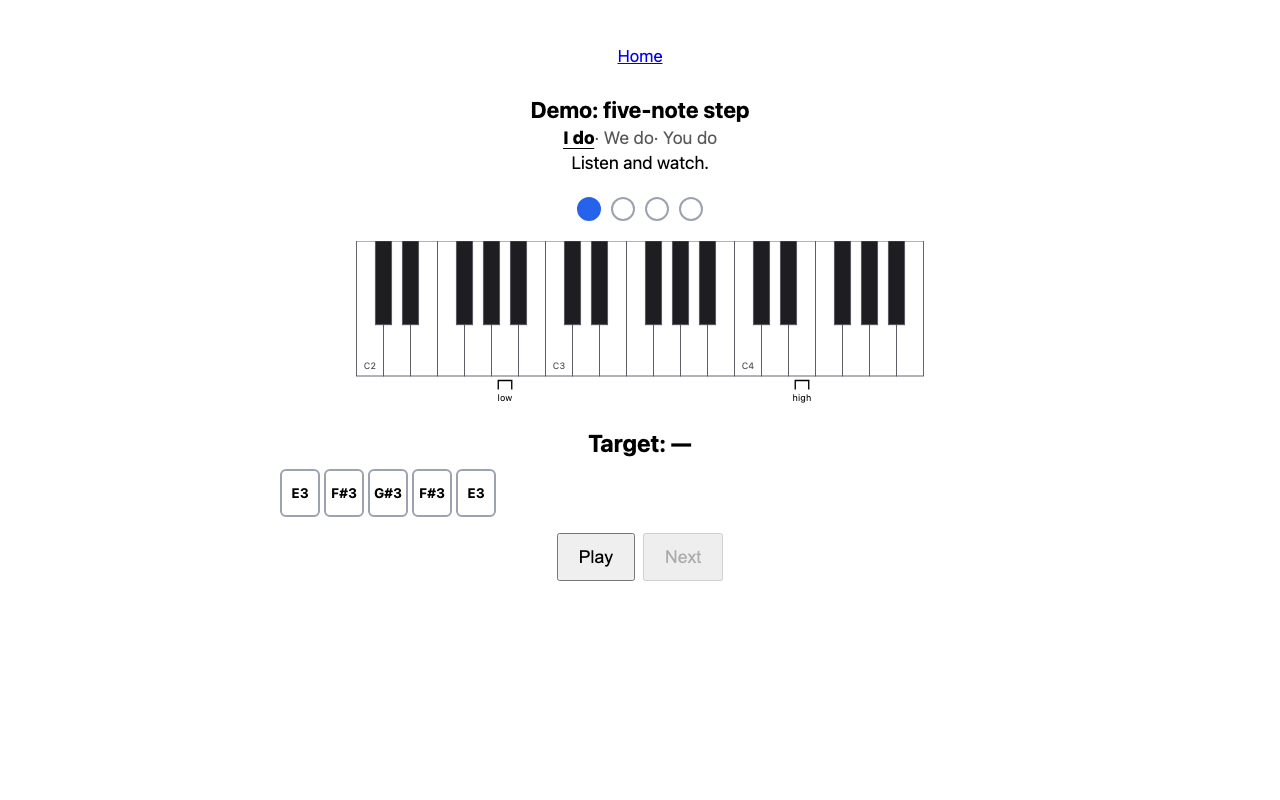 Home
Demo: five-note step
I do· We do· You do
Listen and watch.
C2 C3 C4
low high
Target: —
E3 F#3 G#3 F#3 E3
Play Next